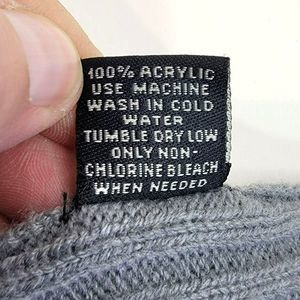 100% ACRYLIC
USE MACHINE
WASH IN COLD
WATER
TUMBLE DRY LOW
ONLY NON-
CHLORINE BLEACH
WHEN NEEDED